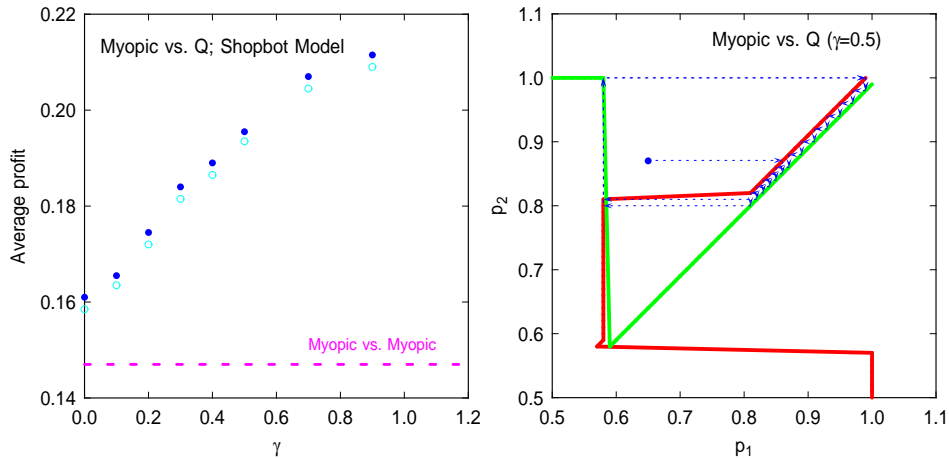 Myopic vs. Q; Shopbot Model
Average profit
0.22
0.20
0.18
0.16
0.14
Myopic vs. Myopic
0.0 0.2 0.4 0.6 0.8 1.0 1.2
γ
Myopic vs. Q (γ=0.5)
p2
1.1
1.0
0.9
0.8
0.7
0.6
0.5
0.5 0.6 0.7 0.8 0.9 1.0 1.1
p1